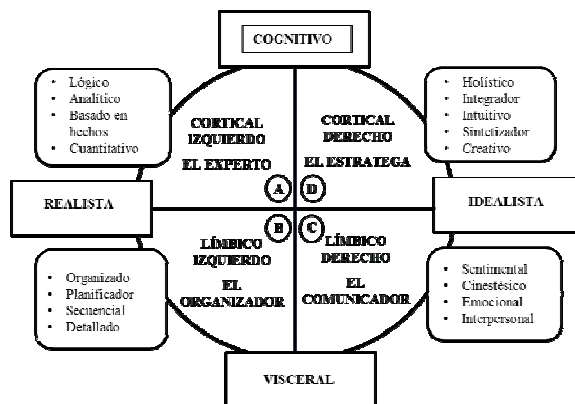 COGNITIVO
Lógico
Analítico
Basado en
hechos
Cuantitativo
CORTICAL
IZQUIERDO
EL EXPERTO
CORTICAL
DERECHO
EL ESTRATEGA
Holístico
Integrador
Intuitivo
Sintetizador
Creativo
A
D
REALISTA
IDEALISTA
B
C
Organizado
Planificador
Secuencial
Detallado
LÍMBICO
IZQUIERDO
EL
ORGANIZADOR
LÍMBICO
DERECHO
EL
COMUNICADOR
Sentimental
Cinestésico
Emocional
Interpersonal
VISCERAL